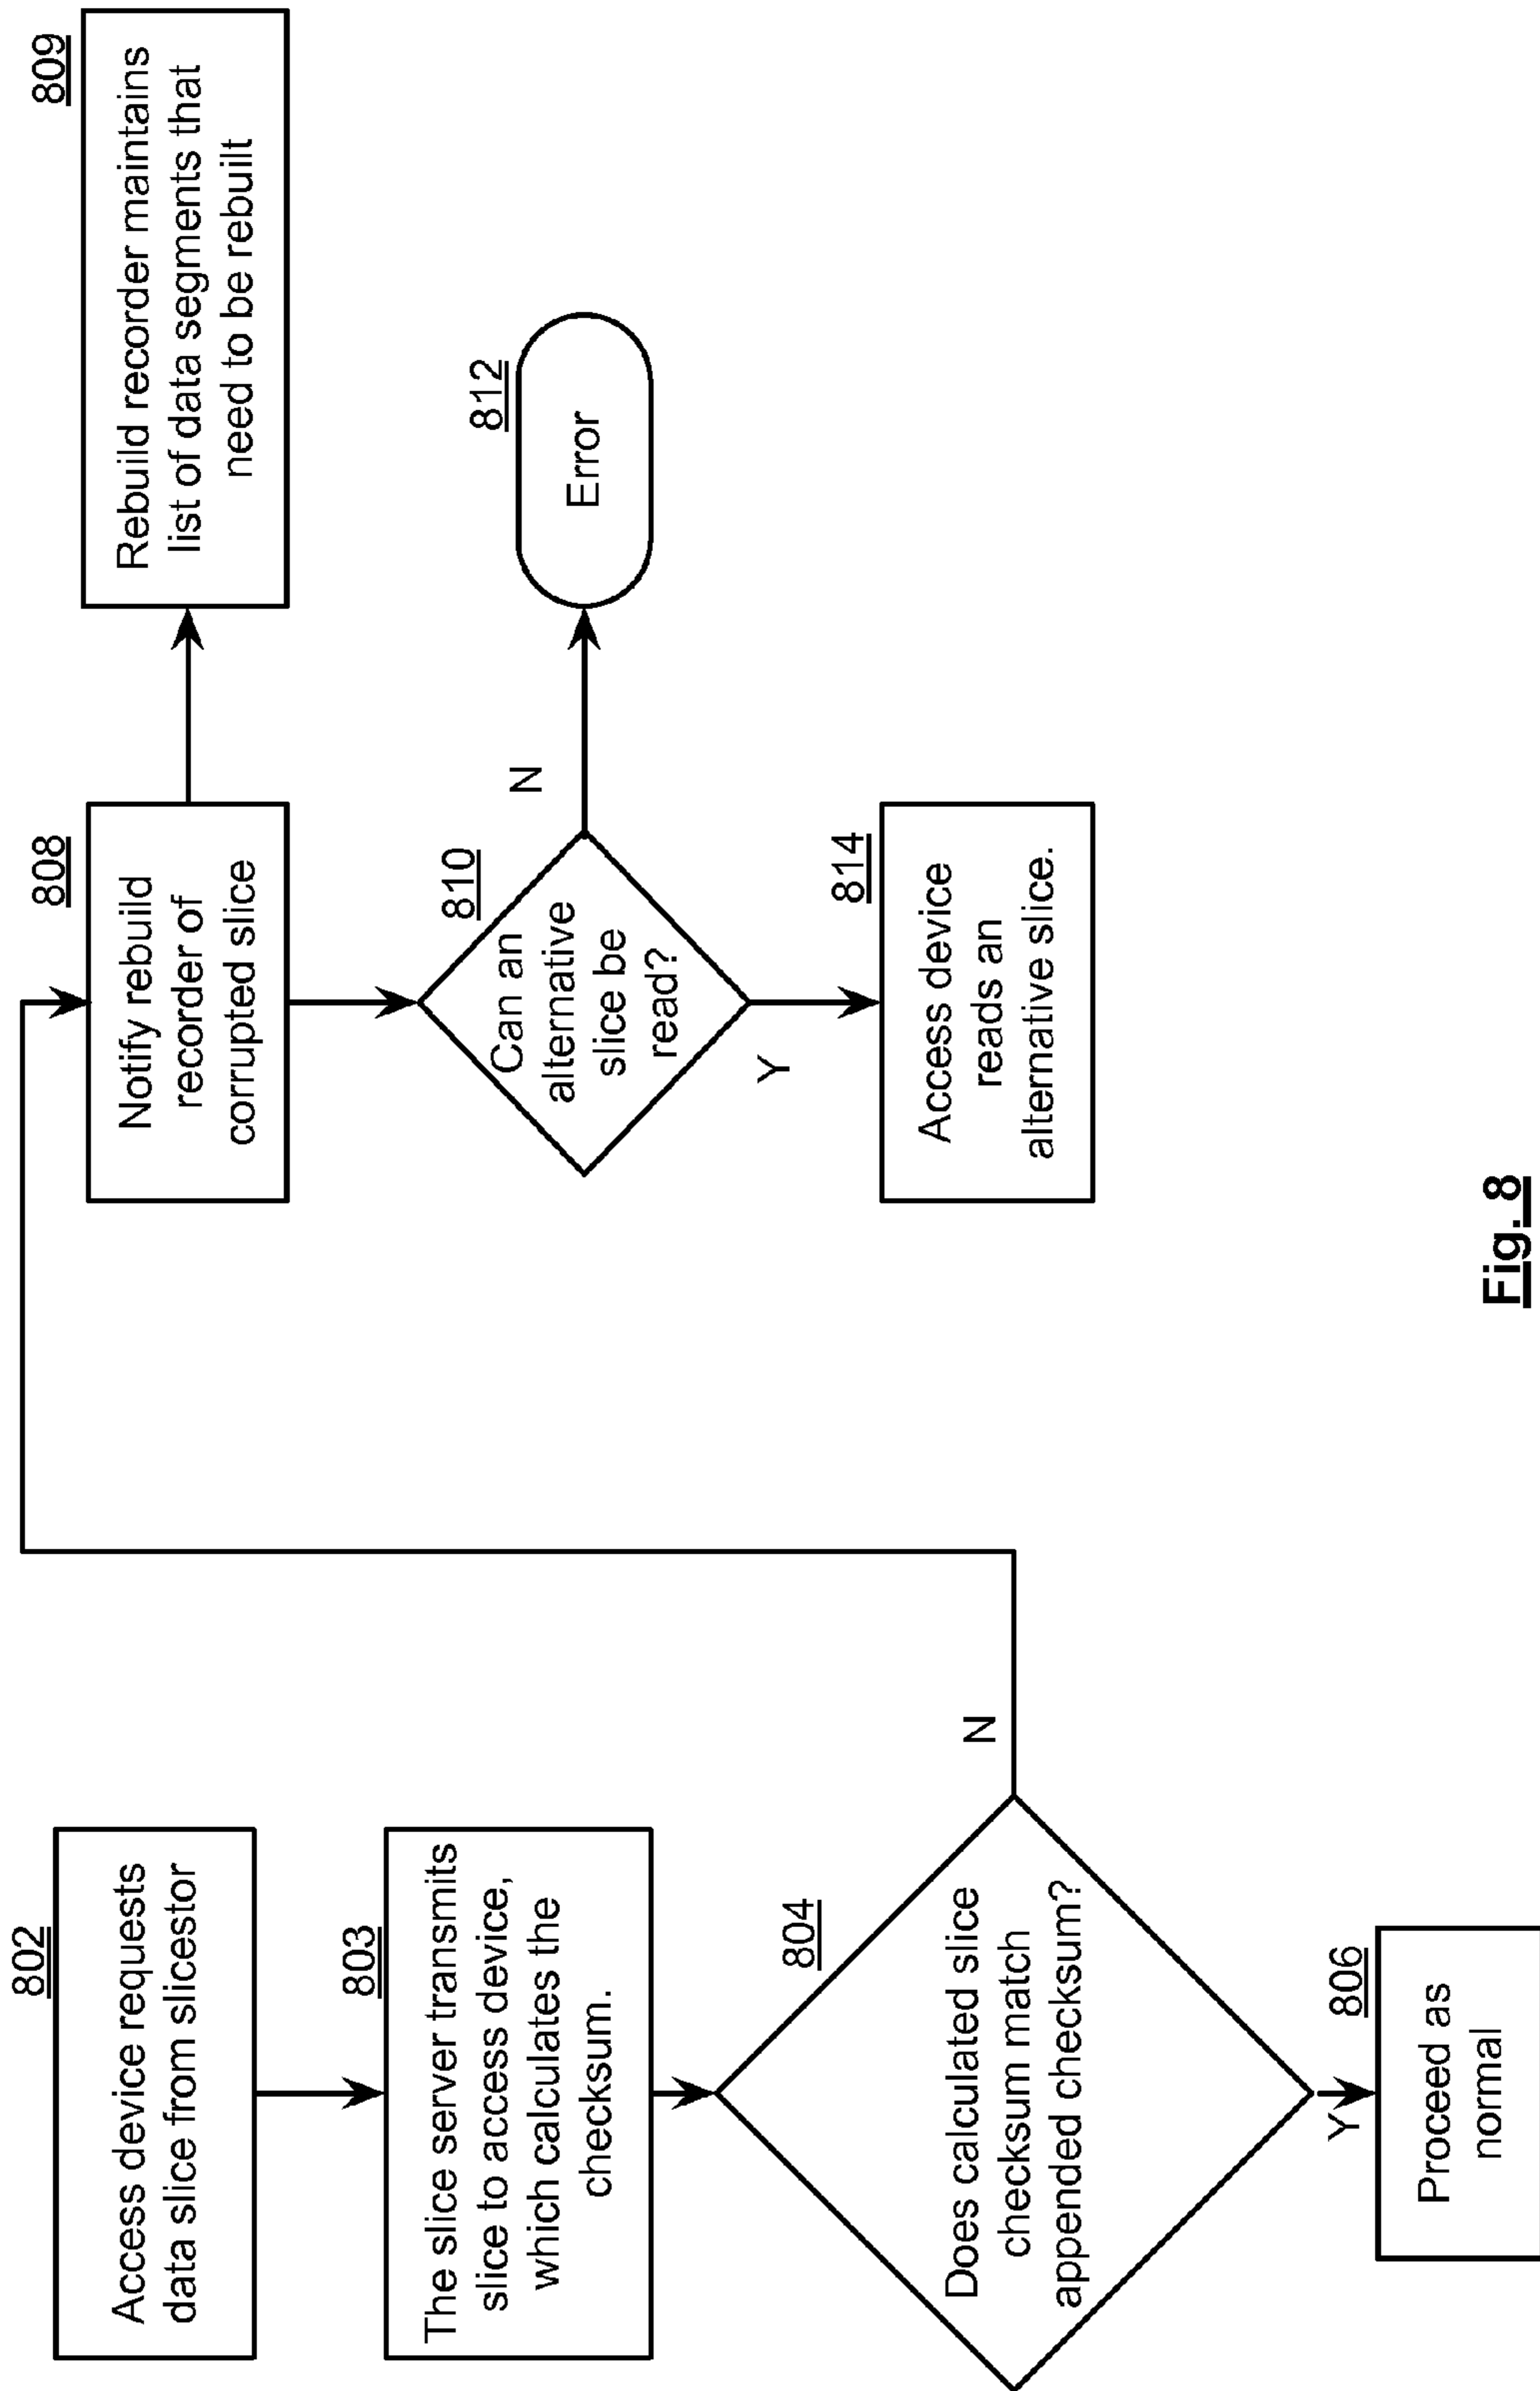 802
Access device requests
data slice from slicestor
803
The slice server transmits
slice to access device,
which calculates the
checksum.
804
Does calculated slice
checksum match
appended checksum?
N
Y
806
Proceed as
normal
808
Notify rebuild
recorder of
corrupted slice
809
Rebuild recorder maintains
list of data segments that
need to be rebuilt
810
Can an
alternative
slice be
read?
N
812
Error
Y
814
Access device
reads an
alternative slice.
Fig. 8